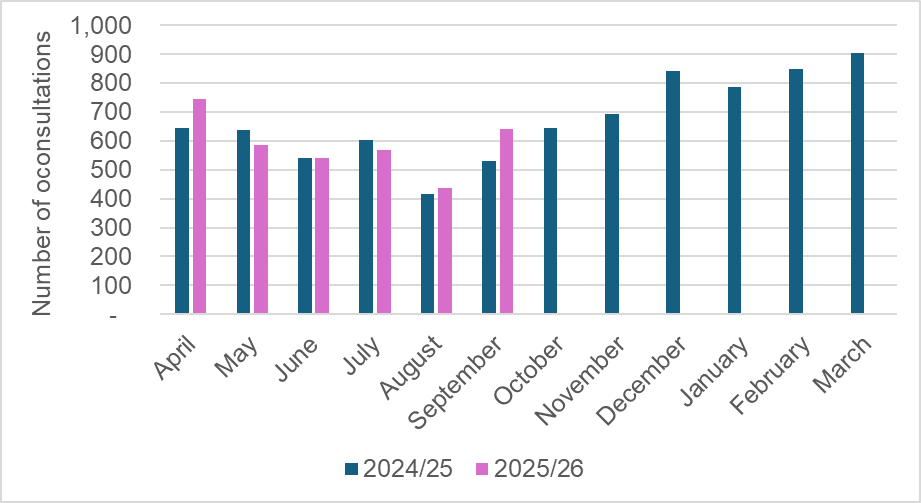 Number of oconsultations
1,000
900
800
700
600
500
400
300
200
100
-
April
May
June
July
August
September
October
November
December
January
February
March
2024/25
2025/26